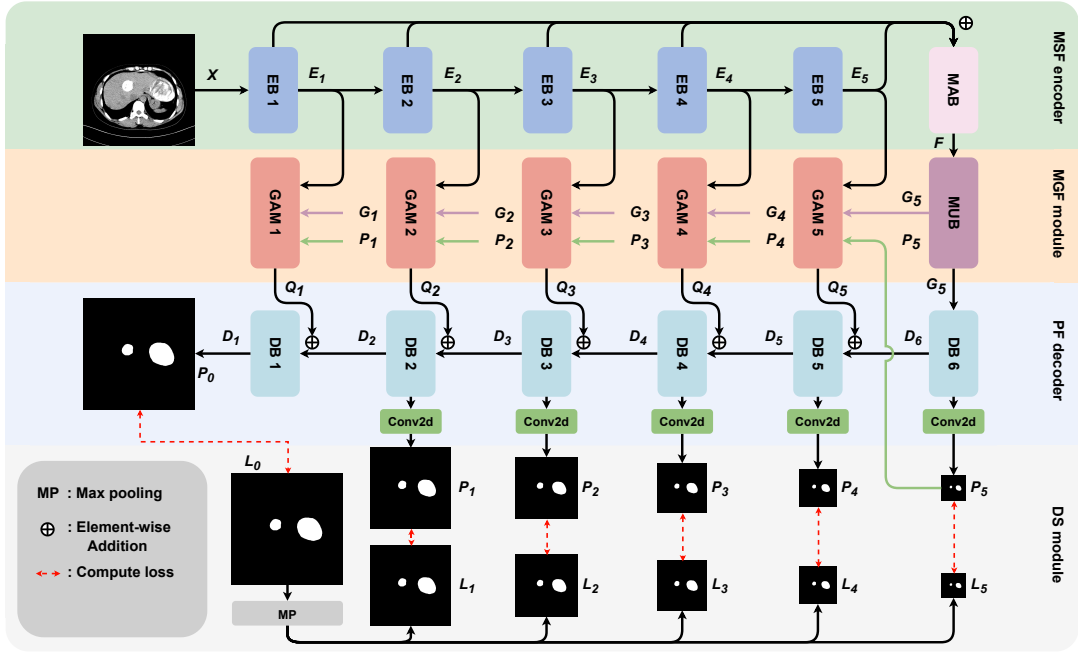 X
EB 1
E1
EB 2
E2
EB 3
E3
EB 4
E4
EB 5
E5
⊕
MAB
MSF encoder
F
GAM 1
G1
P1
GAM 2
G2
P2
GAM 3
G3
P3
GAM 4
G4
P4
GAM 5
G5
P5
MUB
MGF module
Q1
Q2
Q3
Q4
Q5
G5
D1
P0
DB 1
D2
DB 2
D3
DB 3
D4
DB 4
D5
DB 5
D6
DB 6
PF decoder
Conv2d
Conv2d
Conv2d
Conv2d
Conv2d
L0
P1
P2
P3
P4
P5
DS module
MP : Max pooling
⊕ : Element-wise
Addition
: Compute loss
L1
L2
L3
L4
L5
MP